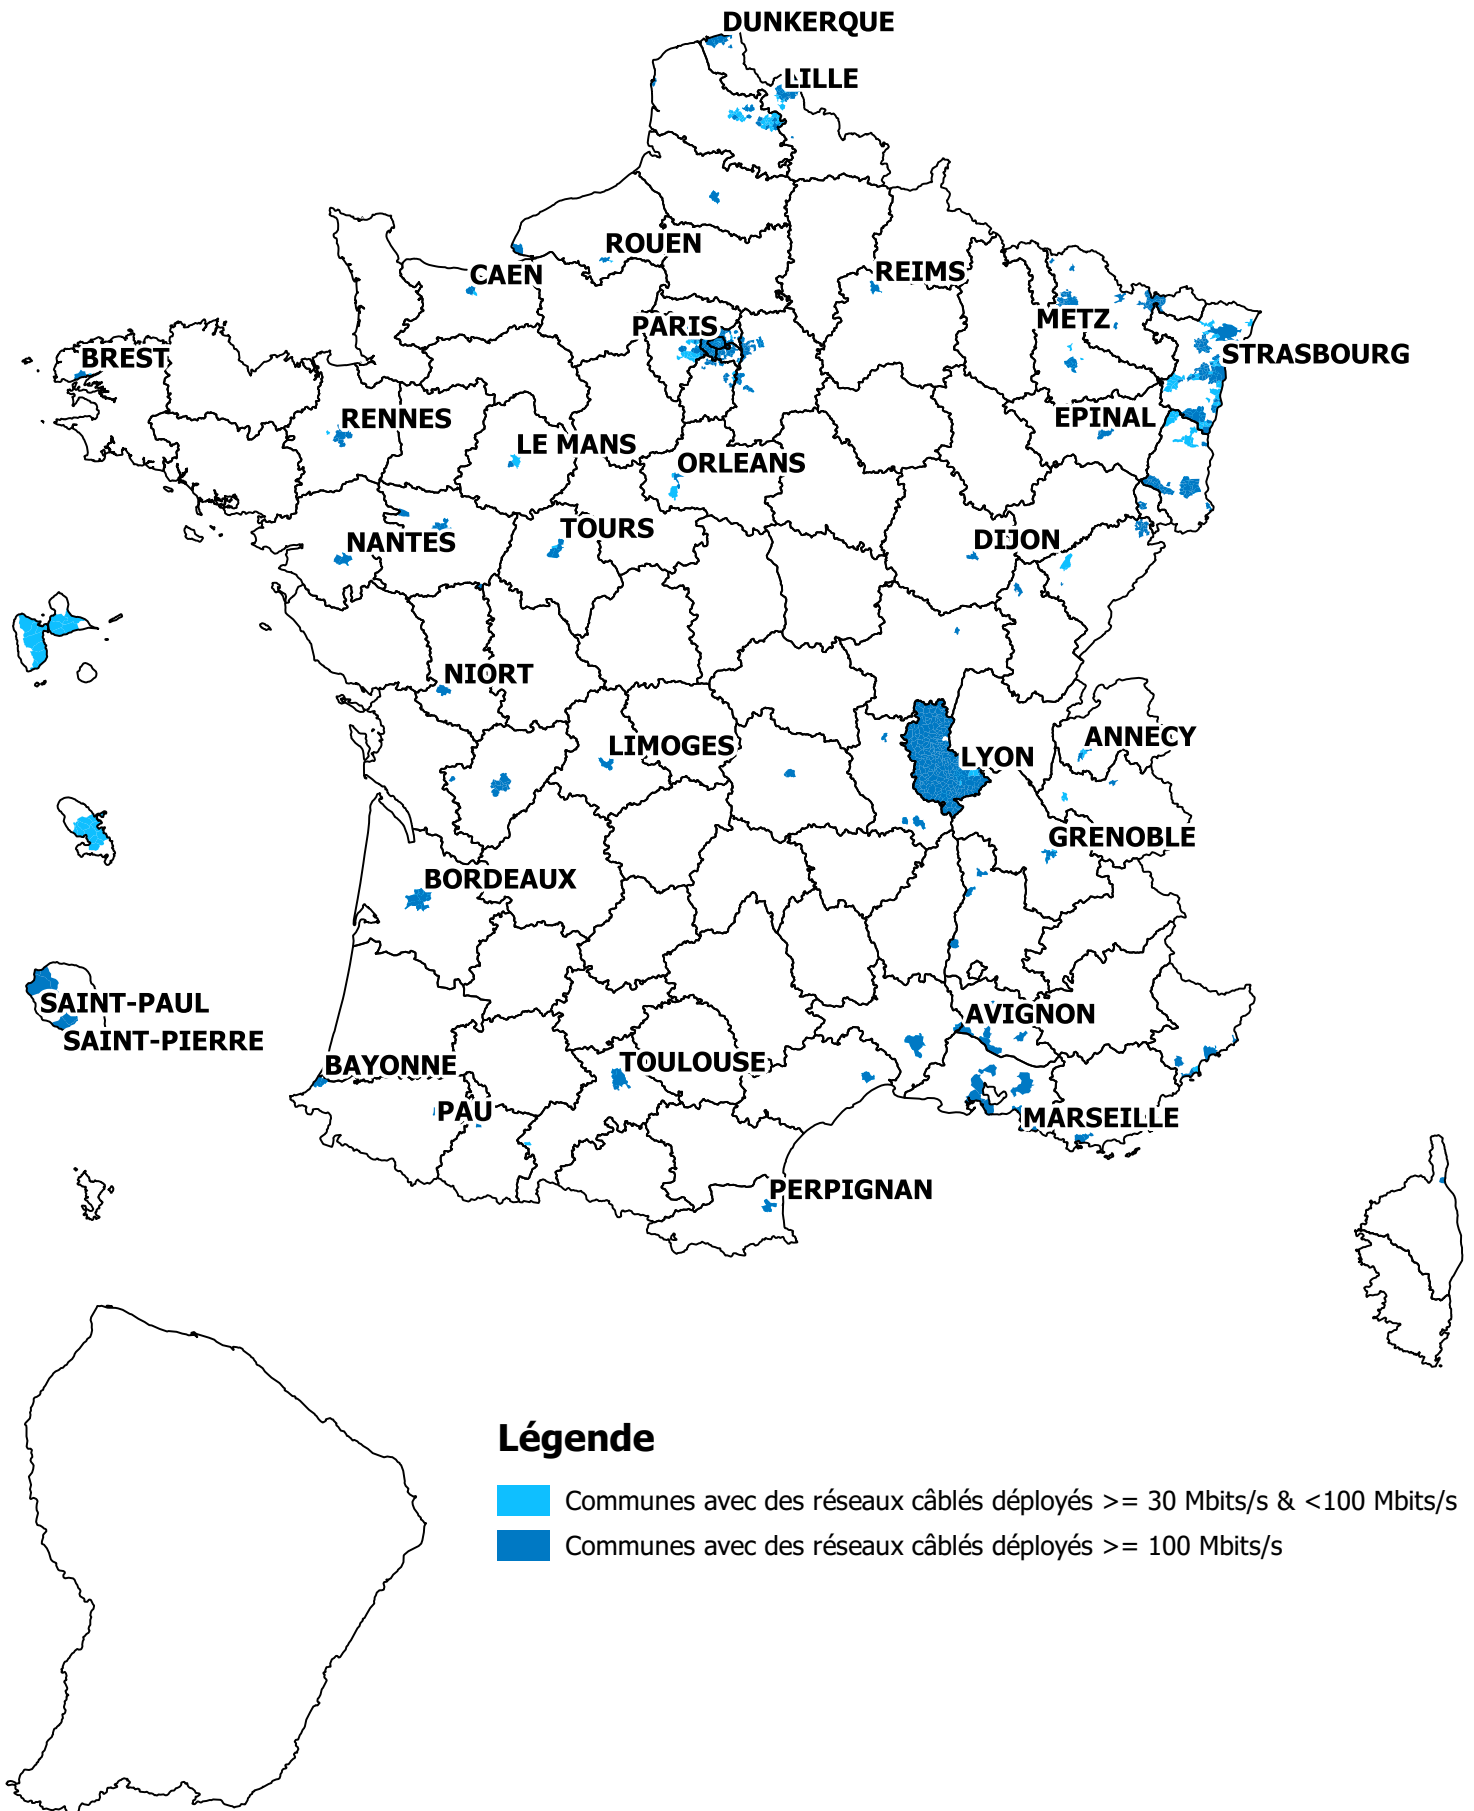 DUNKERQUE
LILLE
ROUEN
CAEN
REIMS
METZ
PARIS
STRASBOURG
BREST
RENNES
EPINAL
LE MANS
ORLEANS
NANTES
TOURS
DIJON
NIORT
LIMOGES
ANNECY
LYON
GRENOBLE
BORDEAUX
SAINT-PAUL
AVIGNON
SAINT-PIERRE
BAYONNE
TOULOUSE
PAU
MARSEILLE
PERPIGNAN
Légende
Communes avec des réseaux câblés déployés >= 30 Mbits/s & <100 Mbits/s
Communes avec des réseaux câblés déployés >= 100 Mbits/s